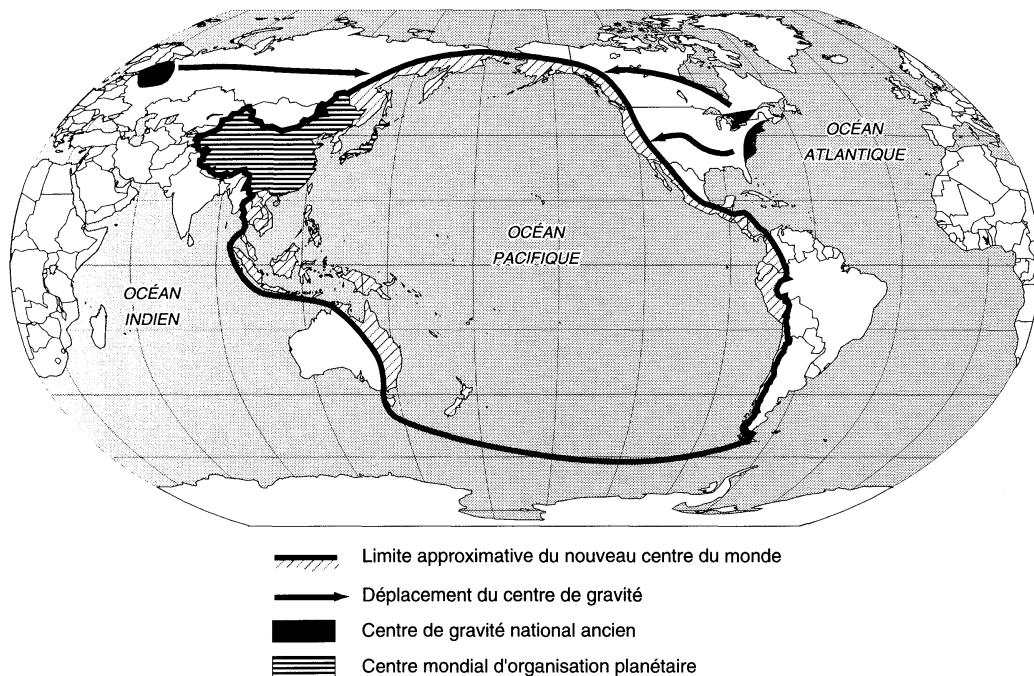 OCÉAN
ATLANTIQUE
OCÉAN
PACIFIQUE
OCÉAN
INDIEN
Limite approximative du nouveau centre du monde
Déplacement du centre de gravité
Centre de gravité national ancien
Centre mondial d'organisation planétaire